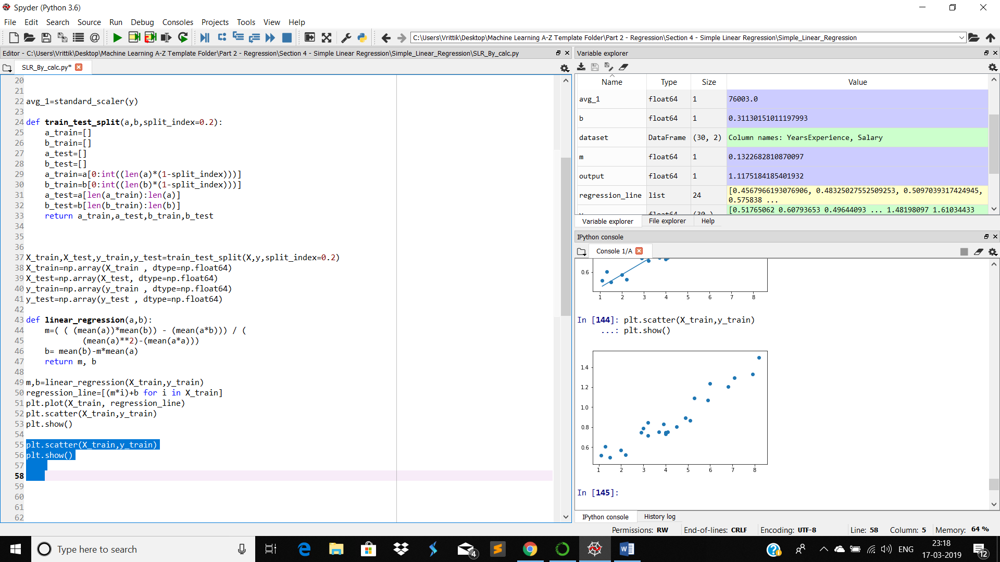 Spyder (Python 3.6)
File Edit Search Source Run Debug Consoles Projects Tools View Help
C:\Users\Vrittik\Desktop\Machine Learning A-Z Template Folder\Part 2 - Regression\Section 4 - Simple Linear Regression\Simple_Linear_Regression
Editor - C:\Users\Vrittik\Desktop\Machine Learning A-Z Template Folder\Part 2 - Regression\Section 4 - Simple Linear Regression\Simple_Linear_Regression\SLR_By_calc.py
SLR_By_calc.py*
20
21
22 avg_1=standard_scaler(y)
23
24 def train_test_split(a,b,split_index=0.2):
25     a_train=[]
26     b_train=[]
27     a_test=[]
28     b_test=[]
29     a_train=a[0:int((len(a)*(1-split_index)))]
30     b_train=b[0:int((len(b)*(1-split_index)))]
31     a_test=a[len(a_train):len(a)]
32     b_test=b[len(b_train):len(b)]
33     return a_train,a_test,b_train,b_test
34
35
36
37 X_train,X_test,y_train,y_test=train_test_split(X,y,split_index=0.2)
38 X_train=np.array(X_train , dtype=np.float64)
39 X_test=np.array(X_test, dtype=np.float64)
40 y_train=np.array(y_train , dtype=np.float64)
41 y_test=np.array(y_test , dtype=np.float64)
42
43 def linear_regression(a,b):
44     m=( ( (mean(a))*mean(b)) - (mean(a*b))) / (
45             (mean(a)**2)-(mean(a*a)))
46     b= mean(b)-m*mean(a)
47     return m, b
48
49 m,b=linear_regression(X_train,y_train)
50 regression_line=[(m*i)+b for i in X_train]
51 plt.plot(X_train, regression_line)
52 plt.scatter(X_train,y_train)
53 plt.show()
54
55 plt.scatter(X_train,y_train)
56 plt.show()
57
58
59
60
61
62
Variable explorer
Name Type Size Value
avg_1 float64 1 76003.0
b float64 1 0.31130151011197993
dataset DataFrame (30, 2) Column names: YearsExperience, Salary
m float64 1 0.1322682810870097
output float64 1 1.1175184185401932
regression_line list 24 [0.4567966193076906, 0.48325027552509253, 0.5097039317424945,
0.575838 ...
[0.51765062 0.60793653 0.49644093 ... 1.48198097 1.61034433
Variable explorer File explorer Help
IPython console
Console 1/A
0.6
1 2 3 4 5 6 7 8
In [144]: plt.scatter(X_train,y_train)
...: plt.show()
1.4
1.2
1.0
0.8
0.6
1 2 3 4 5 6 7 8
In [145]:
IPython console History log
Permissions: RW End-of-lines: CRLF Encoding: UTF-8 Line: 58 Column: 5 Memory: 64 %
Type here to search
4
ENG
23:18
17-03-2019
12